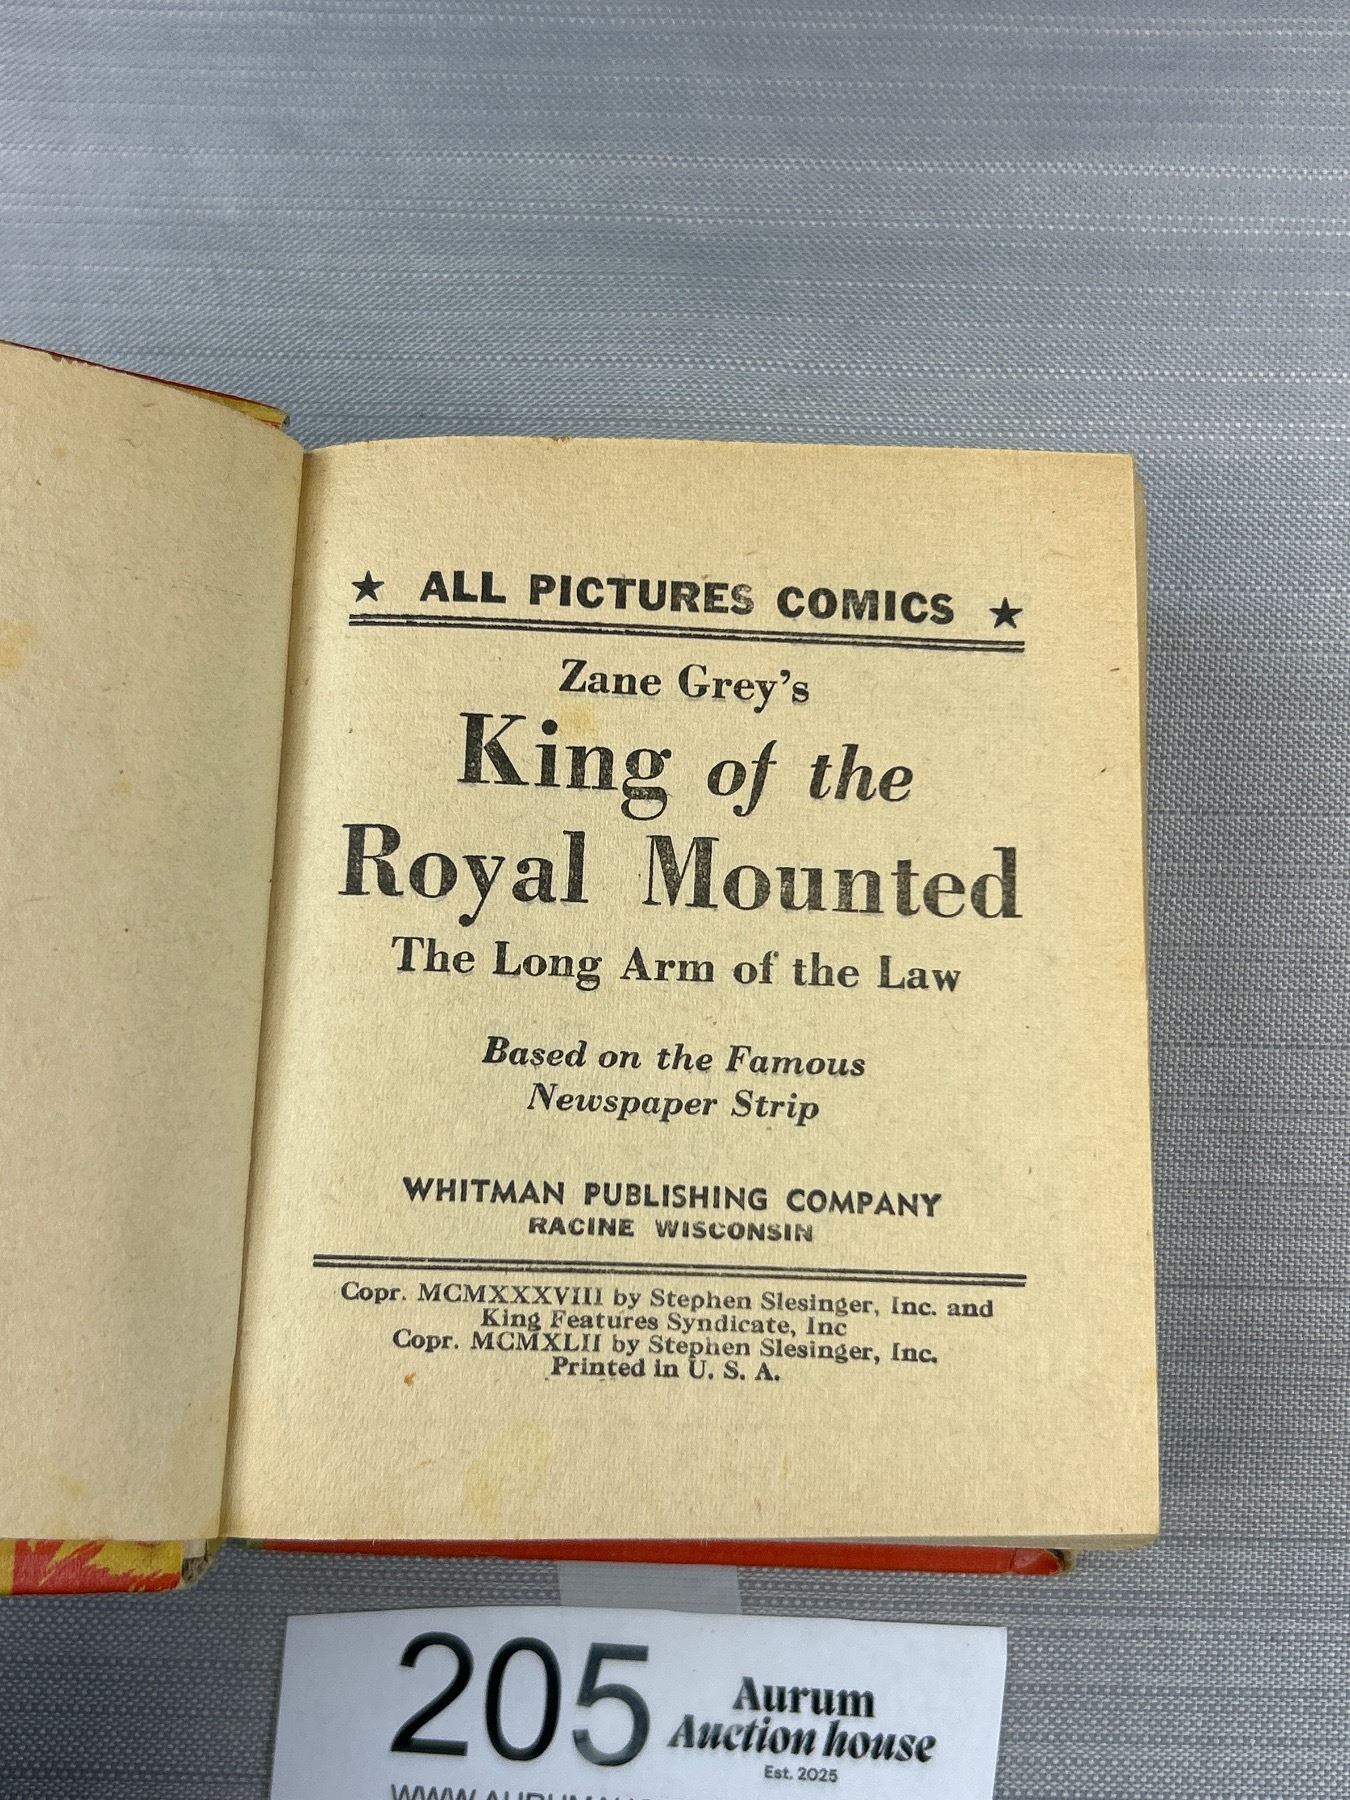 ★ ALL PICTURES COMICS ★
Zane Grey's
King of the
Royal Mounted
The Long Arm of the Law
Based on the Famous
Newspaper Strip
WHITMAN PUBLISHING COMPANY
RACINE WISCONSIN
Copr. MCMXXXVIII by Stephen Slesinger, Inc. and
King Features Syndicate, Inc
Copr. MCMXLII by Stephen Slesinger, Inc.
Printed in U. S. A.
205
Aurum
Auction house
Est. 2025